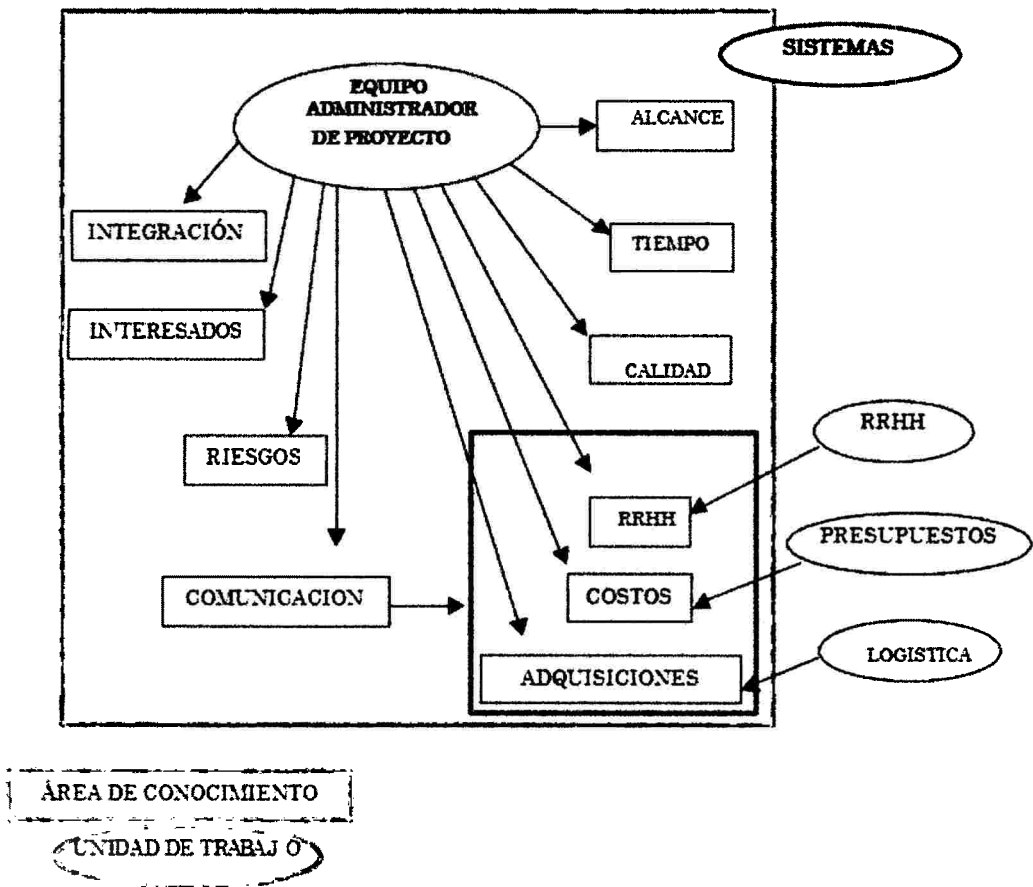 SISTEMAS
EQUIPO
ADMINISTRADOR
DE PROYECTO
ALCANCE
INTEGRACIÓN
TIEMPO
INTERESADOS
CALIDAD
RRHH
RIESGOS
RRHH
PRESUPUESTOS
COMUNICACION
COSTOS
LOGISTICA
ADQUISICIONES
ÁREA DE CONOCIMIENTO
UNIDAD DE TRABAJO